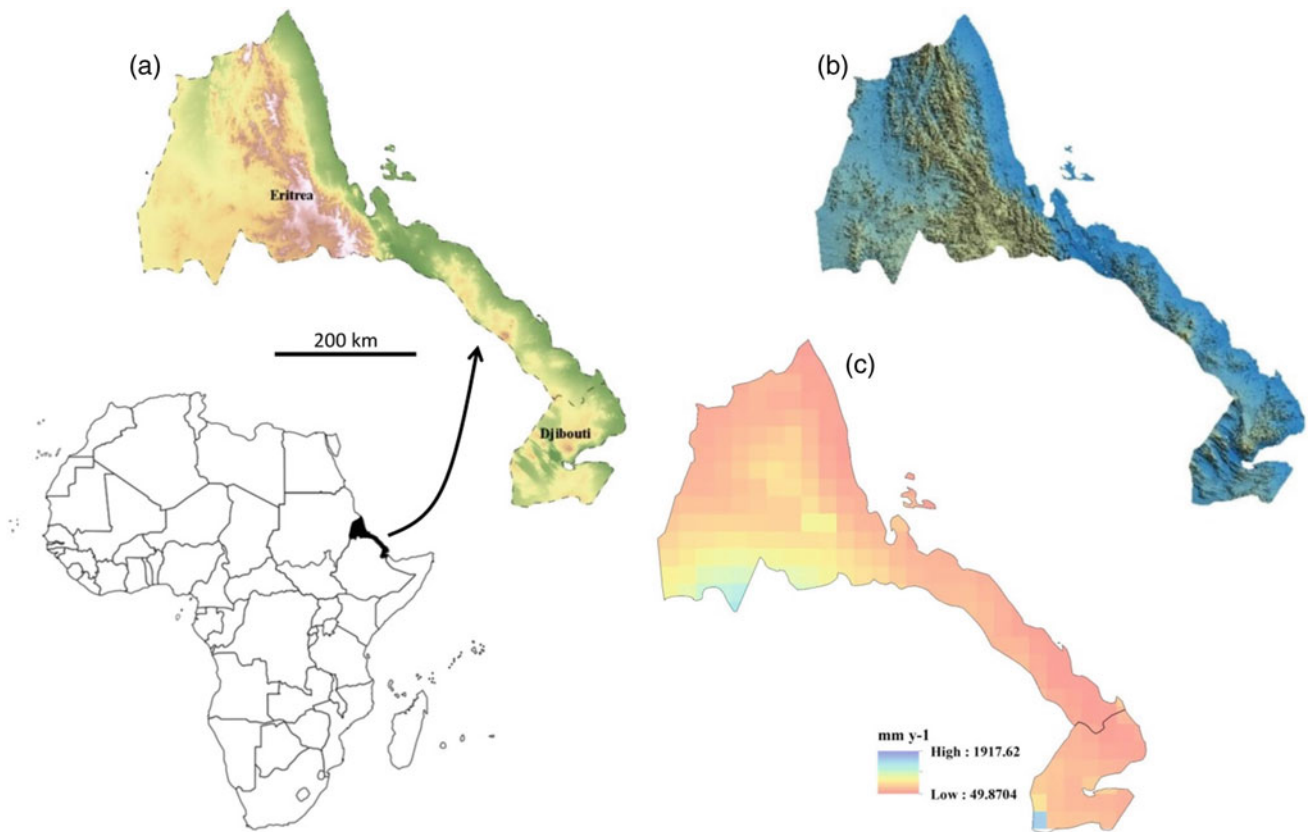 (a)
(b)
Eritrea
200 km
(c)
Djibouti
mm y-1
High : 1917.62
Low : 49.8704